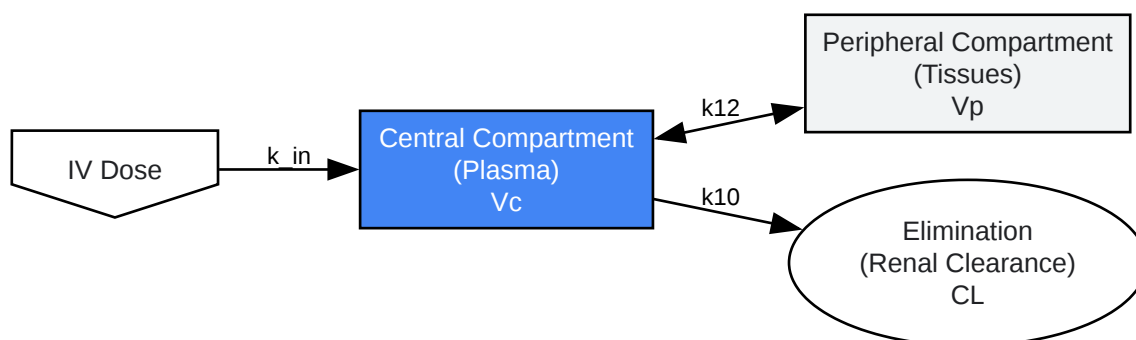 IV Dose
k_in
Central Compartment
(Plasma)
Vc
k12
Peripheral Compartment
(Tissues)
Vp
k10
Elimination
(Renal Clearance)
CL